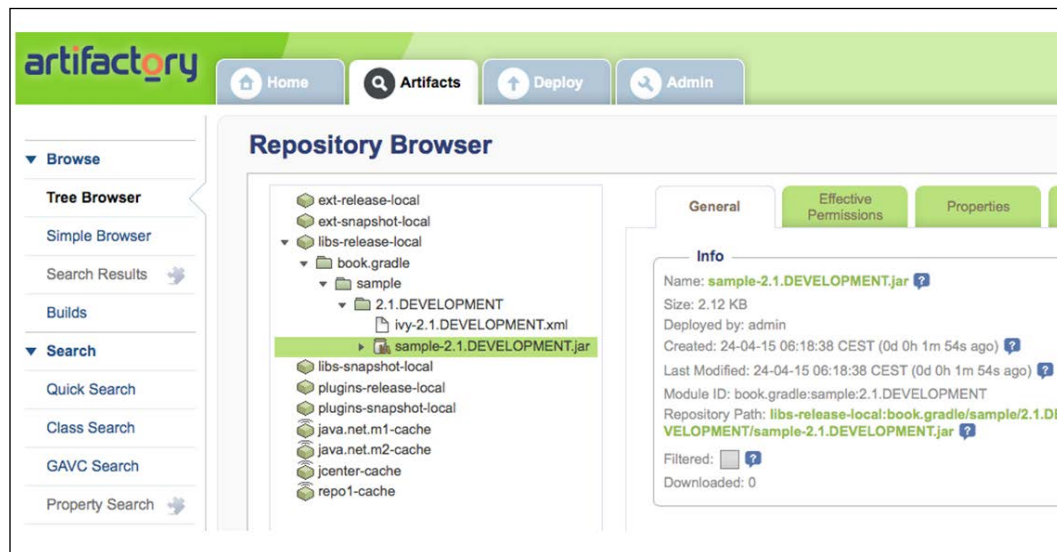 artifactory
Home
Artifacts
Deploy
Admin
Browse
Tree Browser
Simple Browser
Search Results
Builds
Search
Quick Search
Class Search
GAVC Search
Property Search
Repository Browser
ext-release-local
ext-snapshot-local
libs-release-local
book.gradle
sample
2.1.DEVELOPMENT
ivy-2.1.DEVELOPMENT.xml
sample-2.1.DEVELOPMENT.jar
libs-snapshot-local
plugins-release-local
plugins-snapshot-local
java.net.m1-cache
java.net.m2-cache
jcenter-cache
repo1-cache
General
Effective
Permissions
Properties
Info
Name: sample-2.1.DEVELOPMENT.jar ?
Size: 2.12 KB
Deployed by: admin
Created: 24-04-15 06:18:38 CEST (0d 0h 1m 54s ago) ?
Last Modified: 24-04-15 06:18:38 CEST (0d 0h 1m 54s ago) ?
Module ID: book.gradle:sample:2.1.DEVELOPMENT
Repository Path: libs-release-local:book.gradle/sample/2.1.DE
VELOPMENT/sample-2.1.DEVELOPMENT.jar ?
Filtered: ?
Downloaded: 0